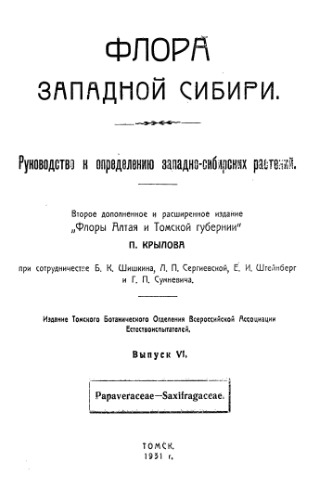 ФЛОРА
ЗАПАДНОЙ СИБИРИ.
Руководство к определению западно-сибирских растений.
Второе дополненное и расширенное издание
„Флоры Алтая и Томской губернии“
П. КРЫЛОВА
при сотрудничестве Б. К. Шишкина, Л. П. Сергиевской, Е. И. Штейнберг
и Г. П. Сумневича.
Издание Томского Ботанического Отделения Всероссийской Ассоциации
Естествоиспытателей.
Выпуск VI.
Papaveraceae—Saxifragaceae.
ТОМСК.
1931 г.